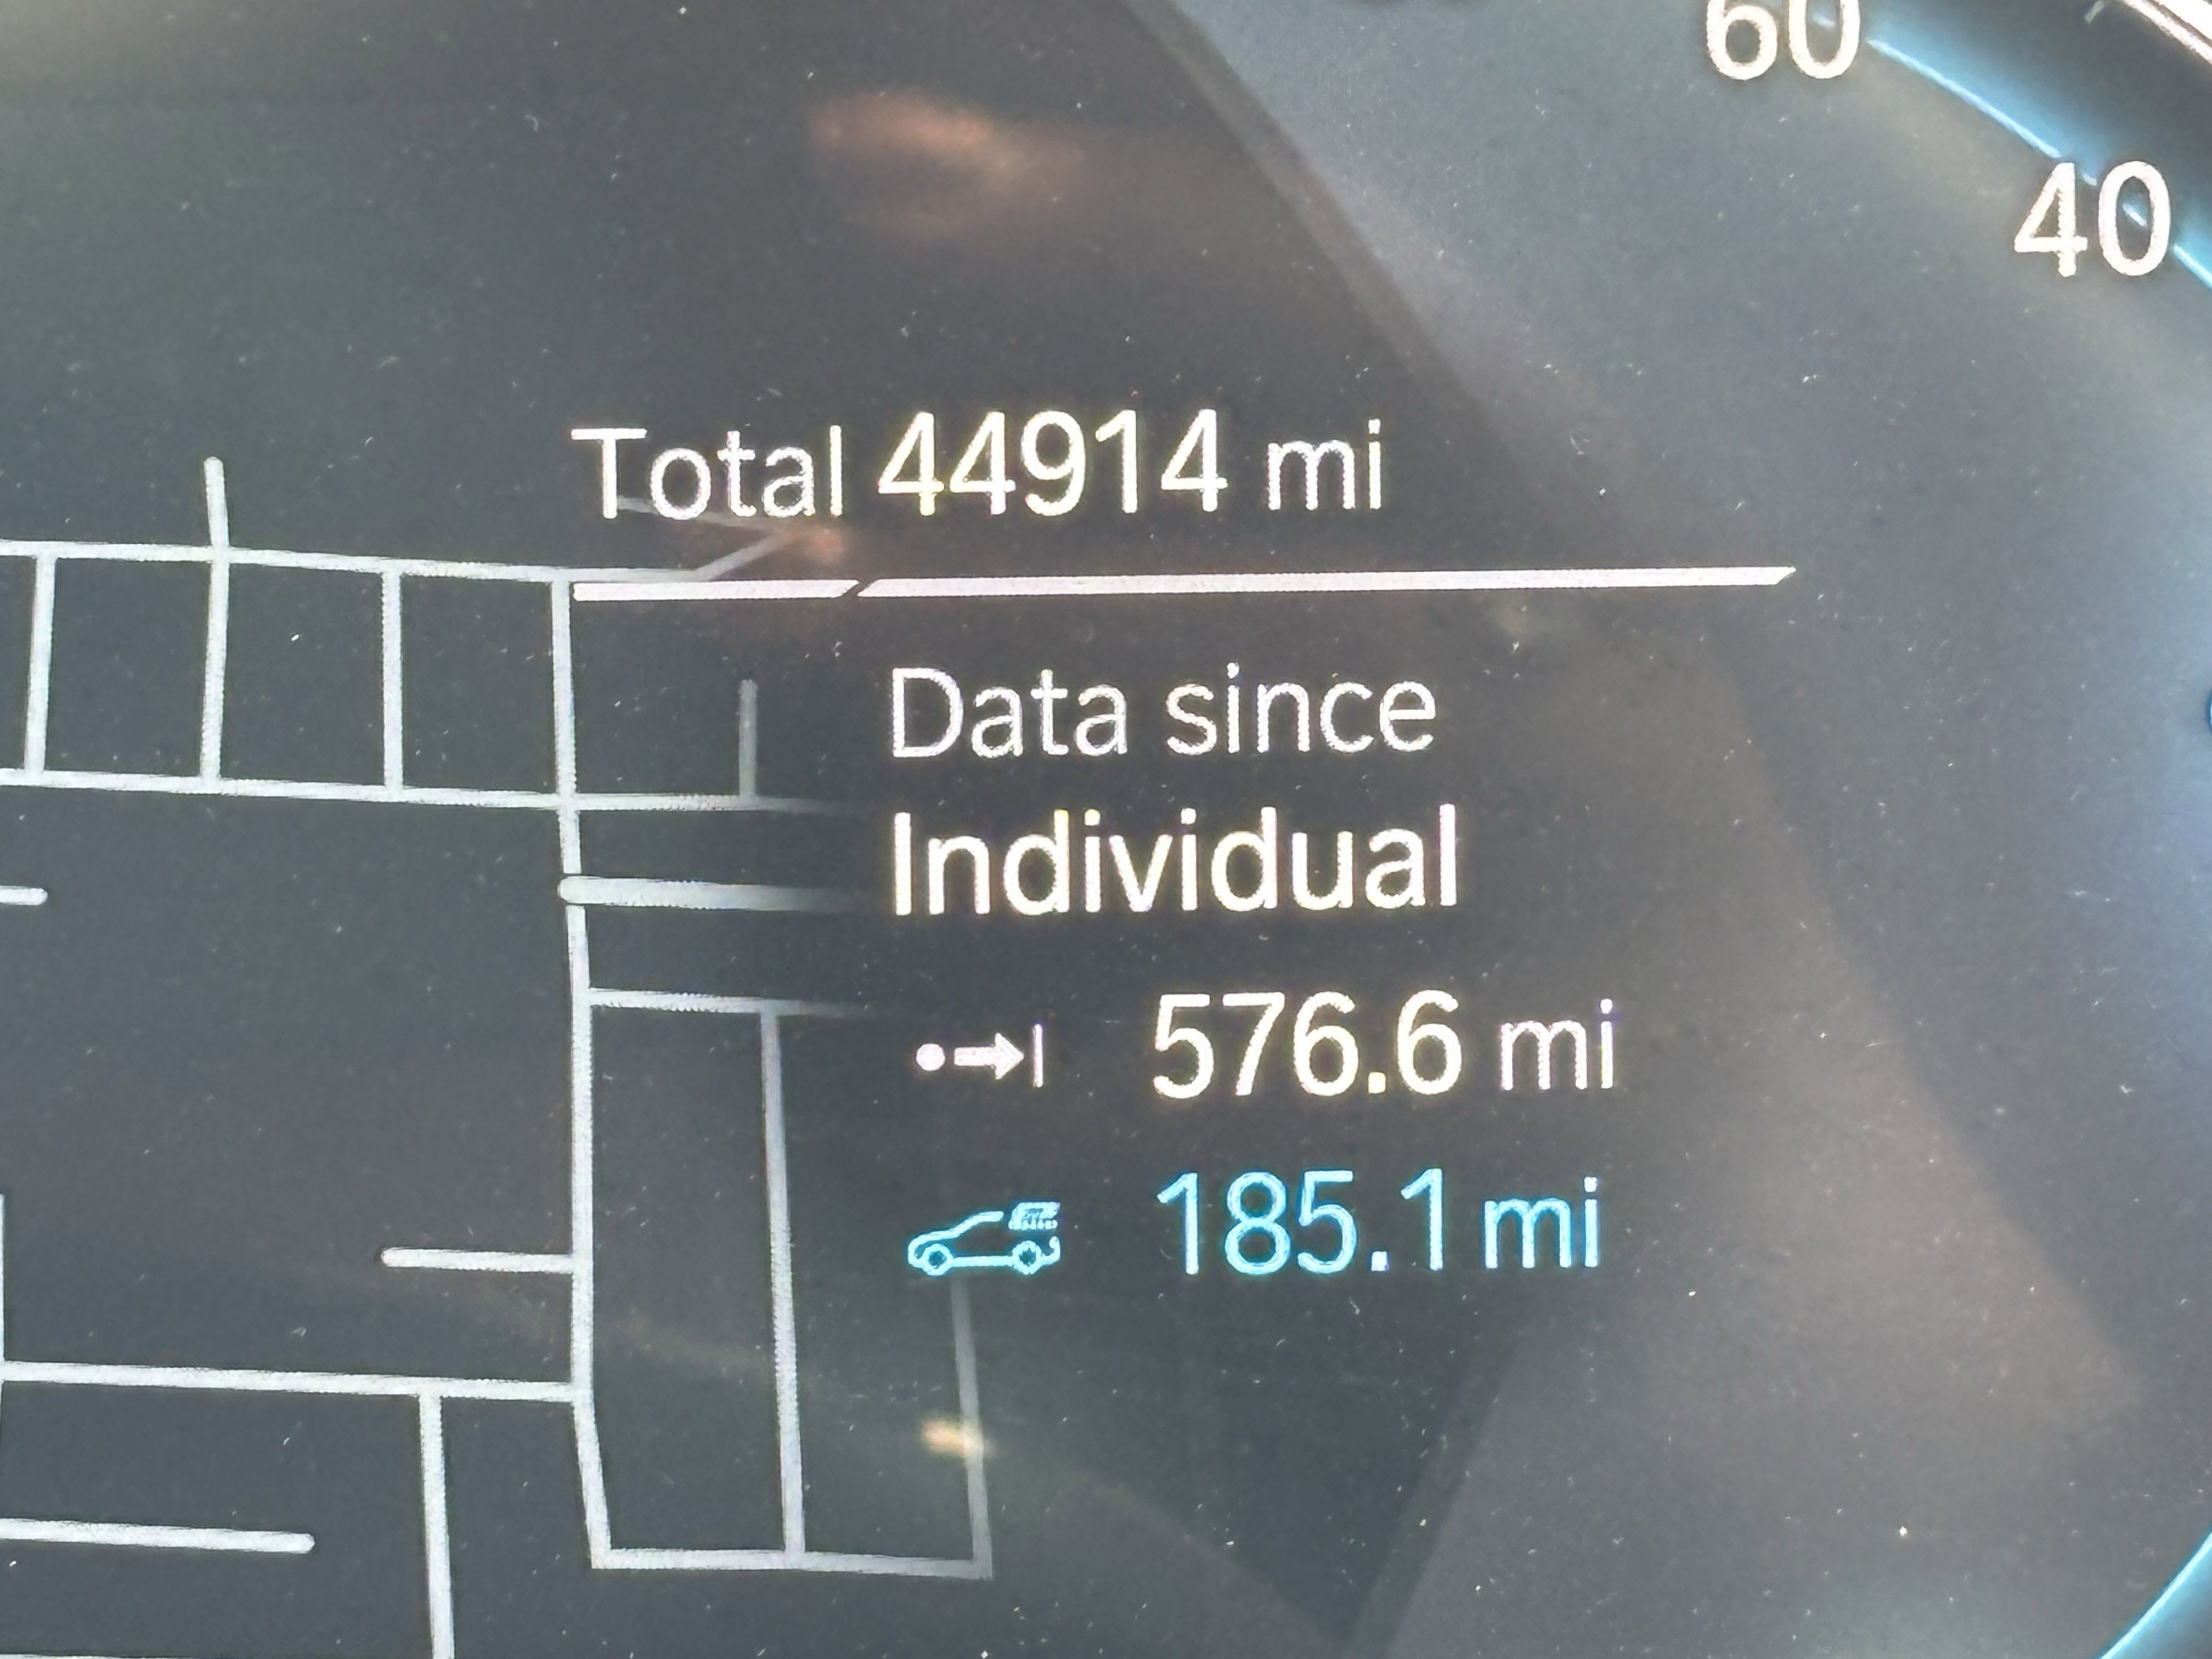 60
40
Total 44914 mi
Data since
Individual
576.6 mi
185.1 mi